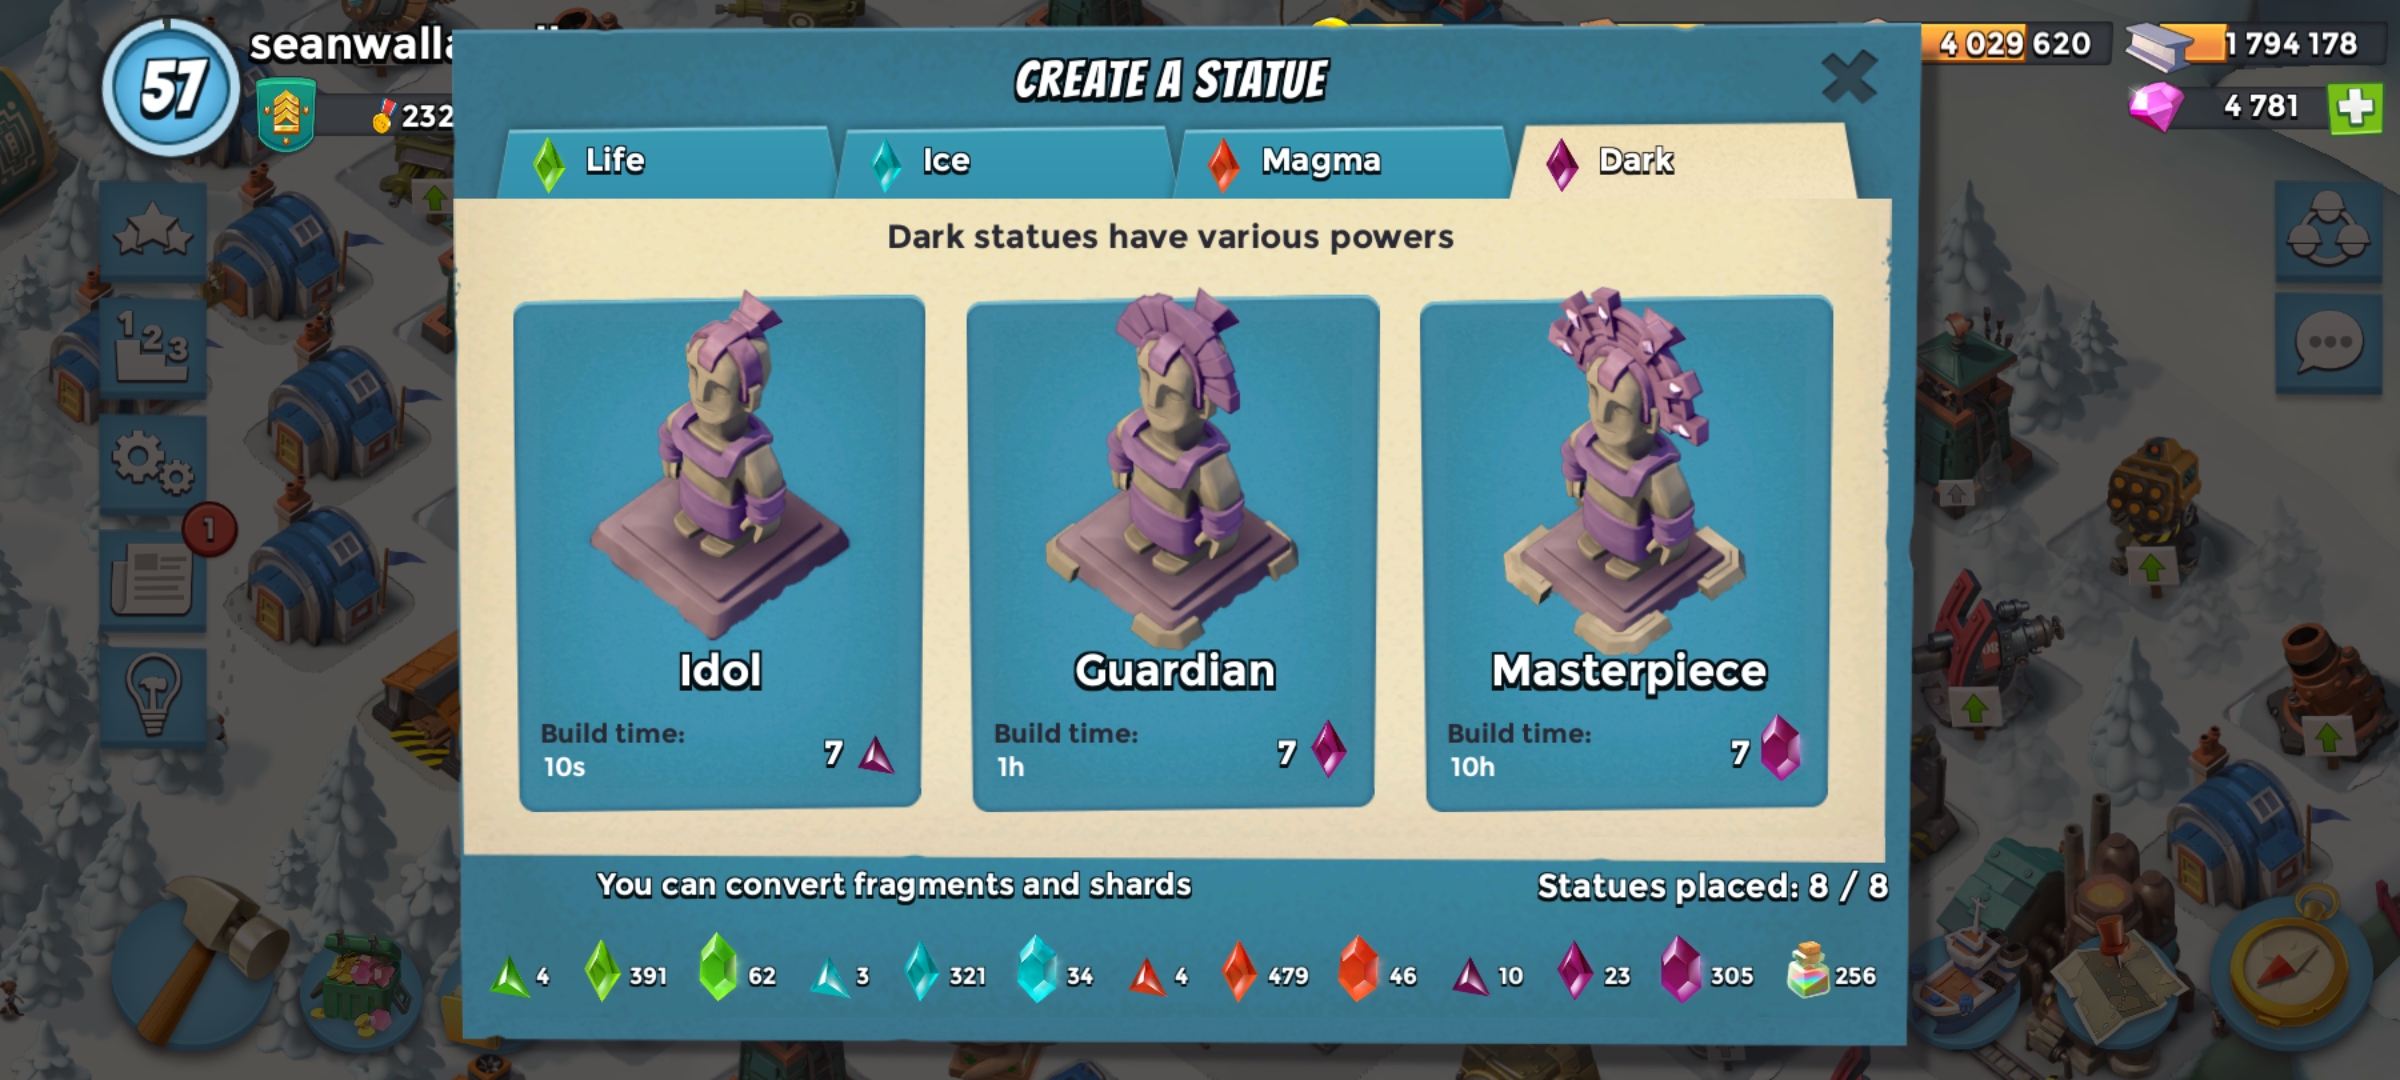 57
232
4 029 620
1 794 178
4 781
CREATE A STATUE
Life
Ice
Magma
Dark
Dark statues have various powers
1 2 3
1
Idol
Build time:
10s
7
Guardian
Build time:
1h
7
Masterpiece
Build time:
10h
7
You can convert fragments and shards
Statues placed: 8 / 8
4
391
62
3
321
34
4
479
46
10
23
305
256